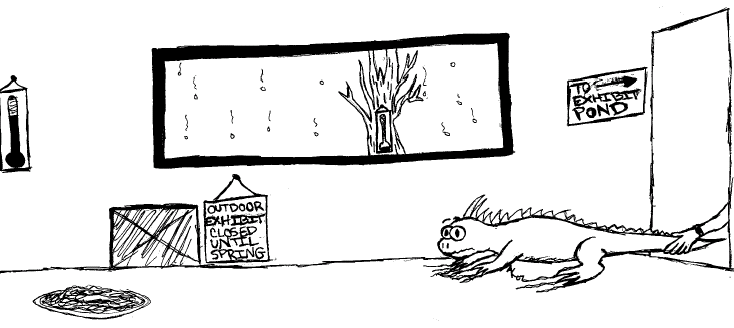 TO
EXHIBIT
POND
OUTDOOR
EXHIBIT
CLOSED
UNTIL
SPRING